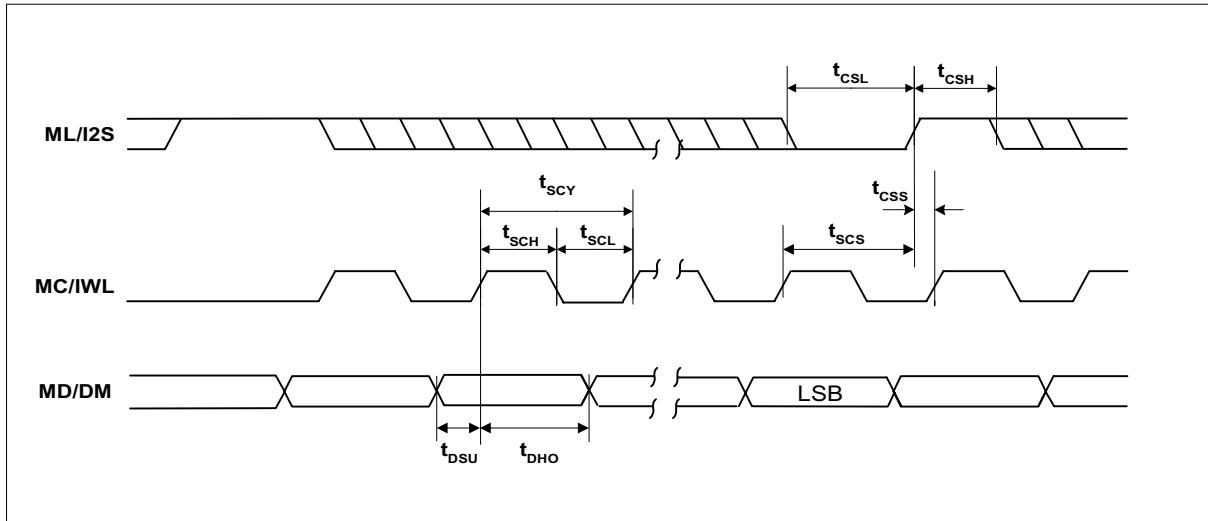 tCSL
tCSH
ML/I2S
tSCY
tCSS
tSCH
tSCL
tSCS
MC/IWL
MD/DM
LSB
tDSU
tDHO